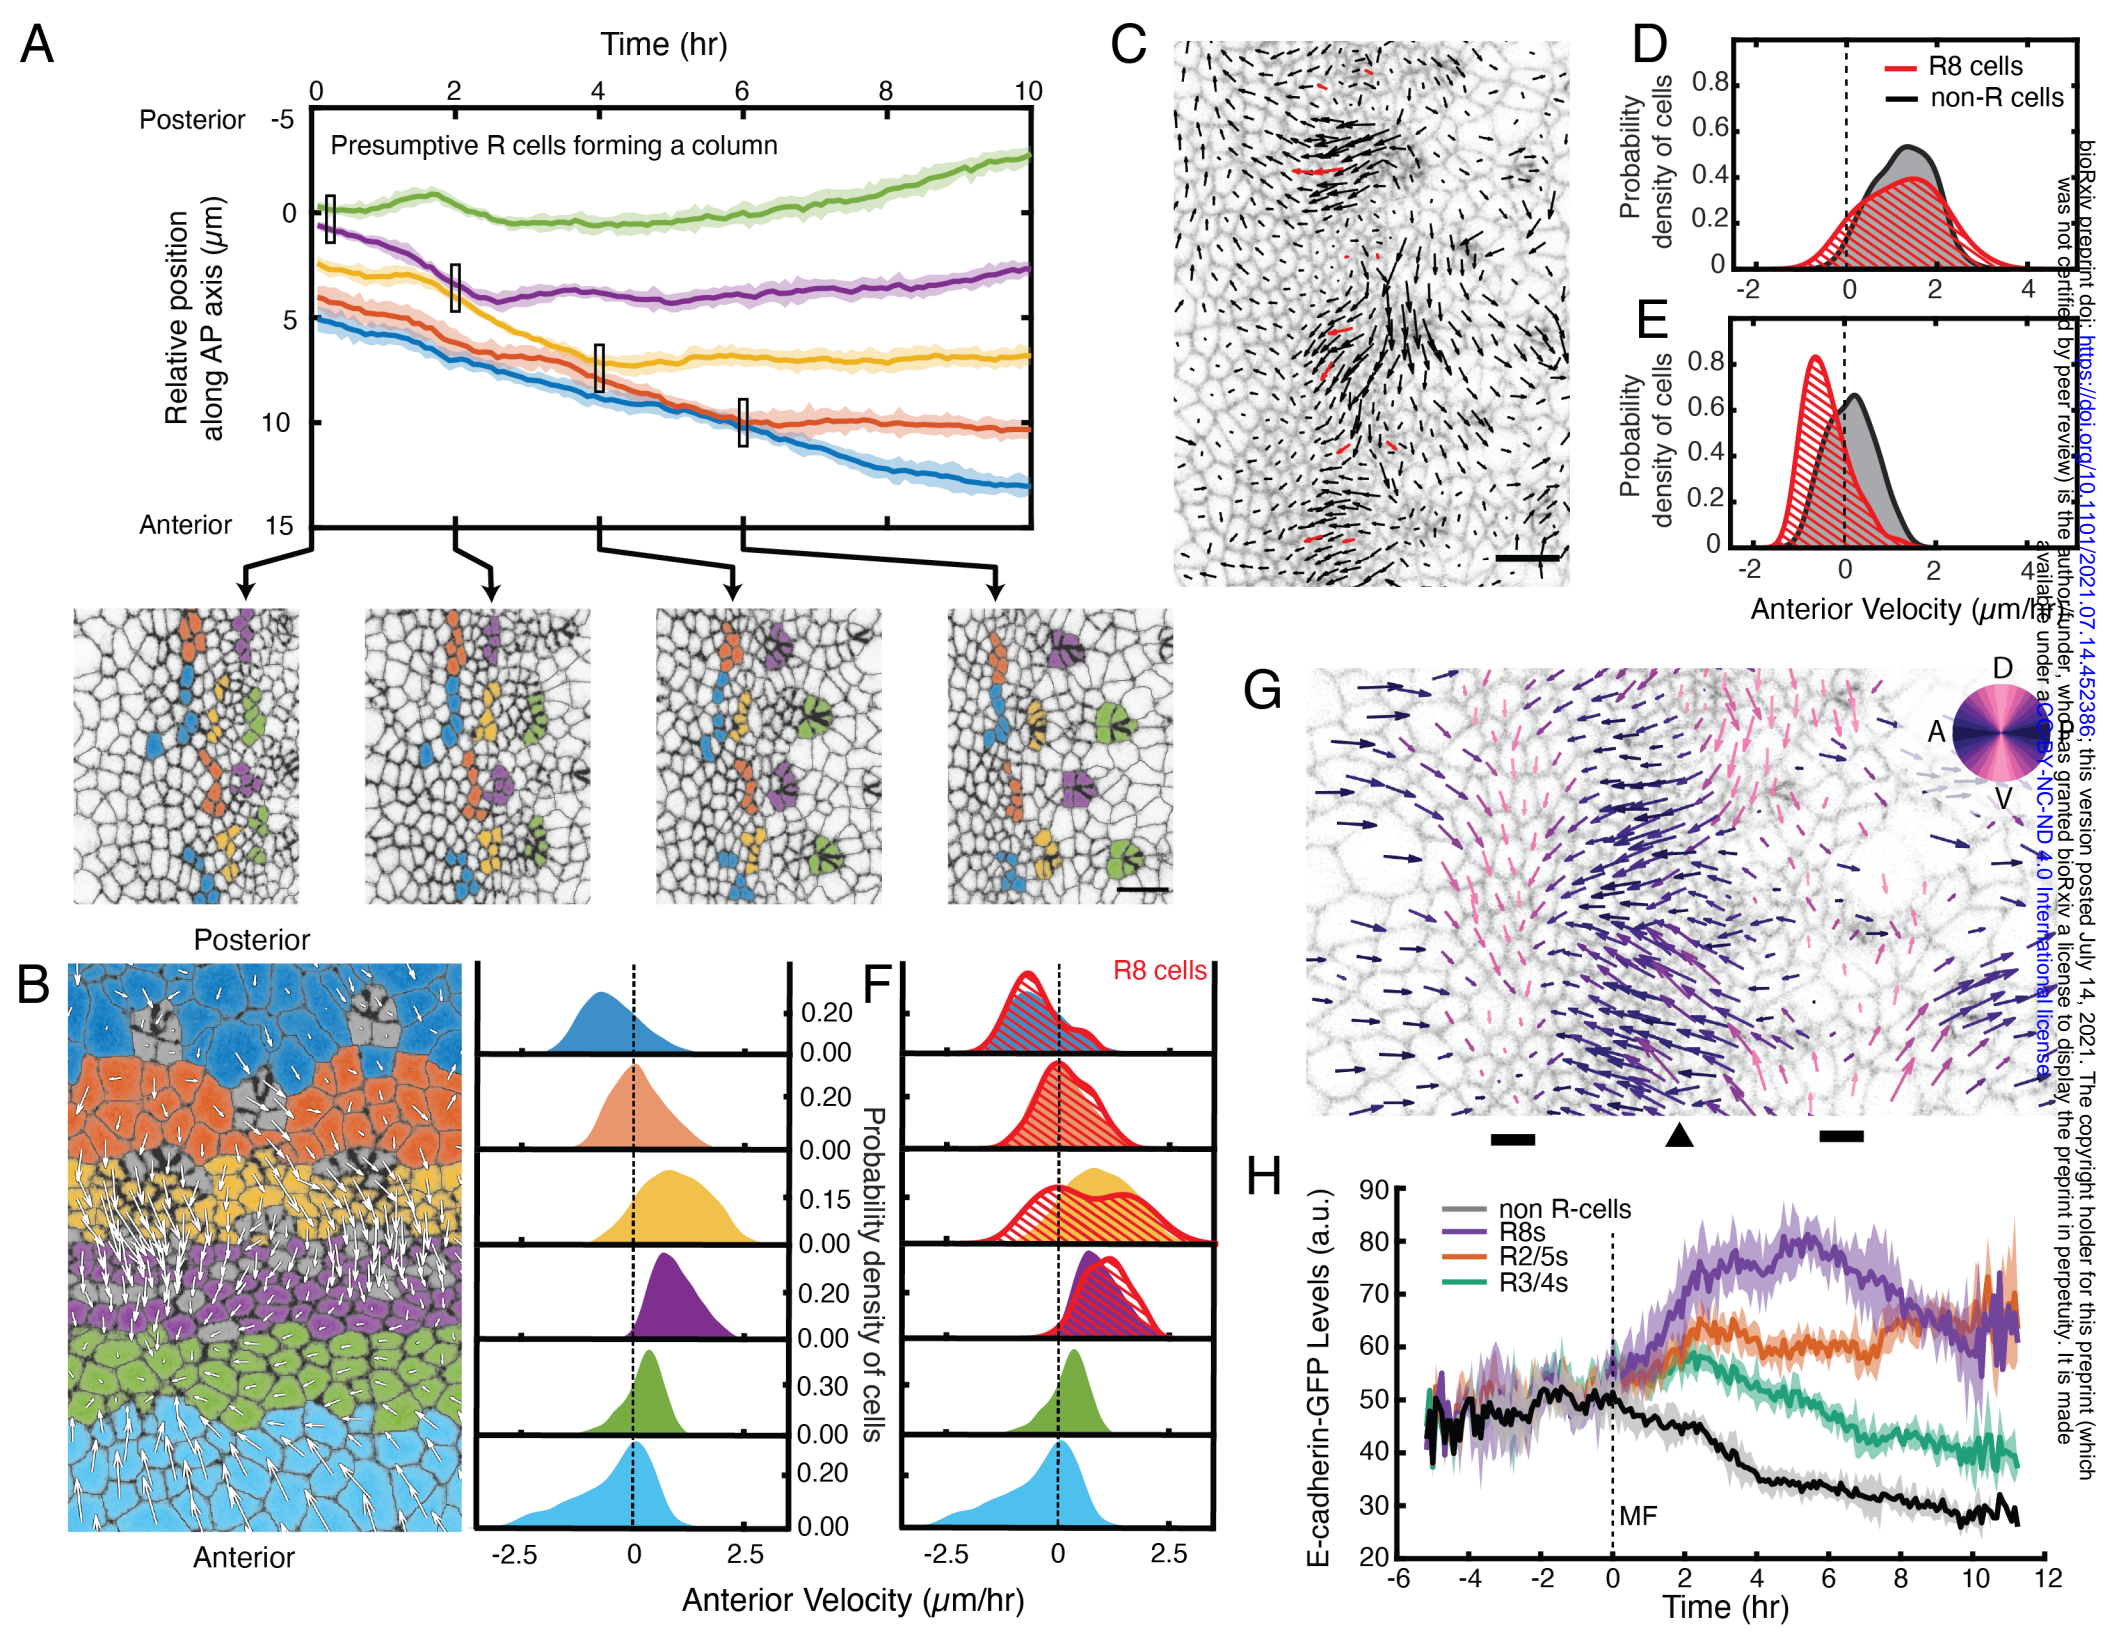 A
Time (hr)
0 2 4 6 8 10
Posterior
-5
0
5
10
15
Anterior
Relative position
along AP axis (µm)
Presumptive R cells forming a column
B
Posterior
Anterior
0.20
0.00
0.20
0.00
0.15
0.00
0.20
0.00
0.30
0.00
0.20
0.00
-2.5 0 2.5
Probability density of cells
F
R8 cells
-2.5 0 2.5
Anterior Velocity (µm/hr)
C
D
Probability
density of cells
0.8
0.6
0.4
0.2
0
R8 cells
non-R cells
-2 0 2 4
E
Probability
density of cells
0.8
0.6
0.4
0.2
0
-2 0 2 4
Anterior Velocity (µm/hr)
G
D
A
V
H
E-cadherin-GFP Levels (a.u.)
90
80
70
60
50
40
30
20
non R-cells
R8s
R2/5s
R3/4s
MF
-6 -4 -2 0 2 4 6 8 10 12
Time (hr)
bioRxiv preprint doi: https://doi.org/10.1101/2021.07.14.452386; this version posted July 14, 2021. The copyright holder for this preprint (which
was not certified by peer review) is the author/funder, who has granted bioRxiv a license to display the preprint in perpetuity. It is made
available under aCC-BY-NC-ND 4.0 International license.